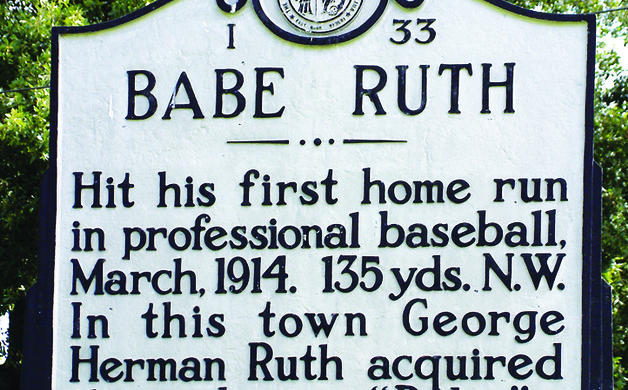 I 33
BABE RUTH
Hit his first home run
in professional baseball,
March, 1914. 135 yds. N.W.
In this town George
Herman Ruth acquired